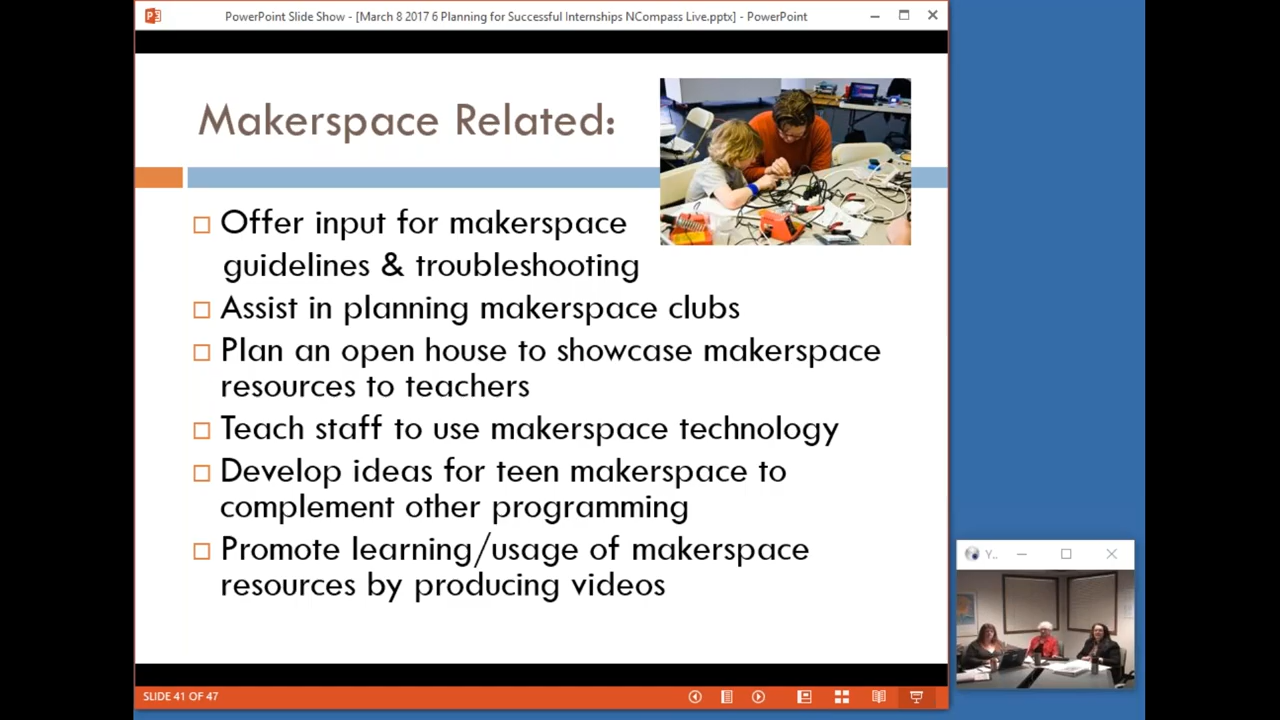 PowerPoint Slide Show - [March 8 2017 6 Planning for Successful Internships NCompass Live.pptx] - PowerPoint
Makerspace Related:
Offer input for makerspace
guidelines & troubleshooting
Assist in planning makerspace clubs
Plan an open house to showcase makerspace
resources to teachers
Teach staff to use makerspace technology
Develop ideas for teen makerspace to
complement other programming
Promote learning/usage of makerspace
resources by producing videos
Y..
SLIDE 41 OF 47